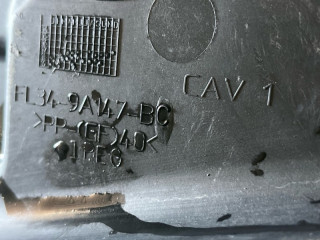 CAV 1
FL34-9A147-BC
>PP-(GF)40<